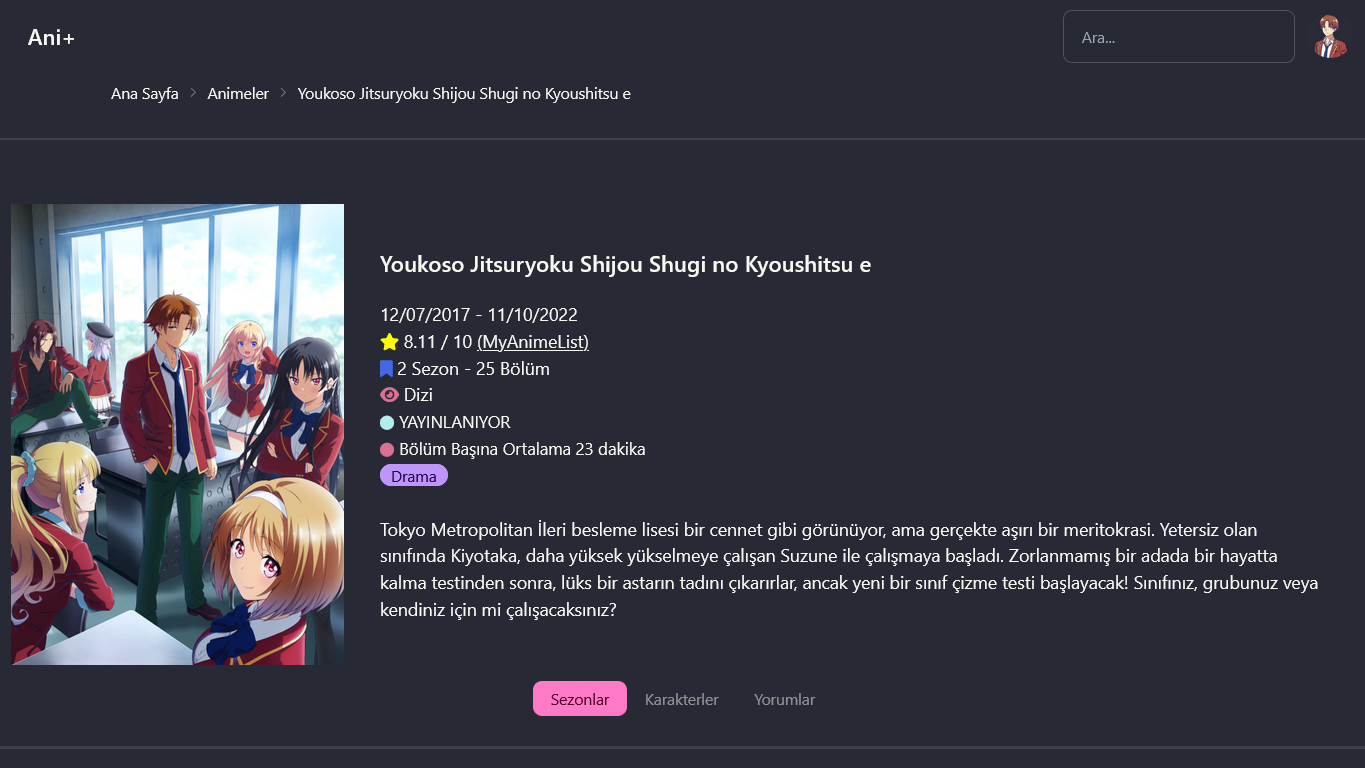 Ani+
Ara...
Ana Sayfa > Animeler > Youkoso Jitsuryoku Shijou Shugi no Kyoushitsu e
Youkoso Jitsuryoku Shijou Shugi no Kyoushitsu e
12/07/2017 - 11/10/2022
8.11 / 10 (MyAnimeList)
2 Sezon - 25 Bölüm
Dizi
YAYINLANIYOR
Bölüm Başına Ortalama 23 dakika
Drama
Tokyo Metropolitan İleri besleme lisesi bir cennet gibi görünüyor, ama gerçekte aşırı bir meritokrasi. Yetersiz olan
sınıfında Kiyotaka, daha yüksek yükselmeye çalışan Suzune ile çalışmaya başladı. Zorlanmamış bir adada bir hayatta
kalma testinden sonra, lüks bir astarın tadını çıkarırlar, ancak yeni bir sınıf çizme testi başlayacak! Sınıfınız, grubunuz veya
kendiniz için mi çalışacaksınız?
Sezonlar Karakterler Yorumlar